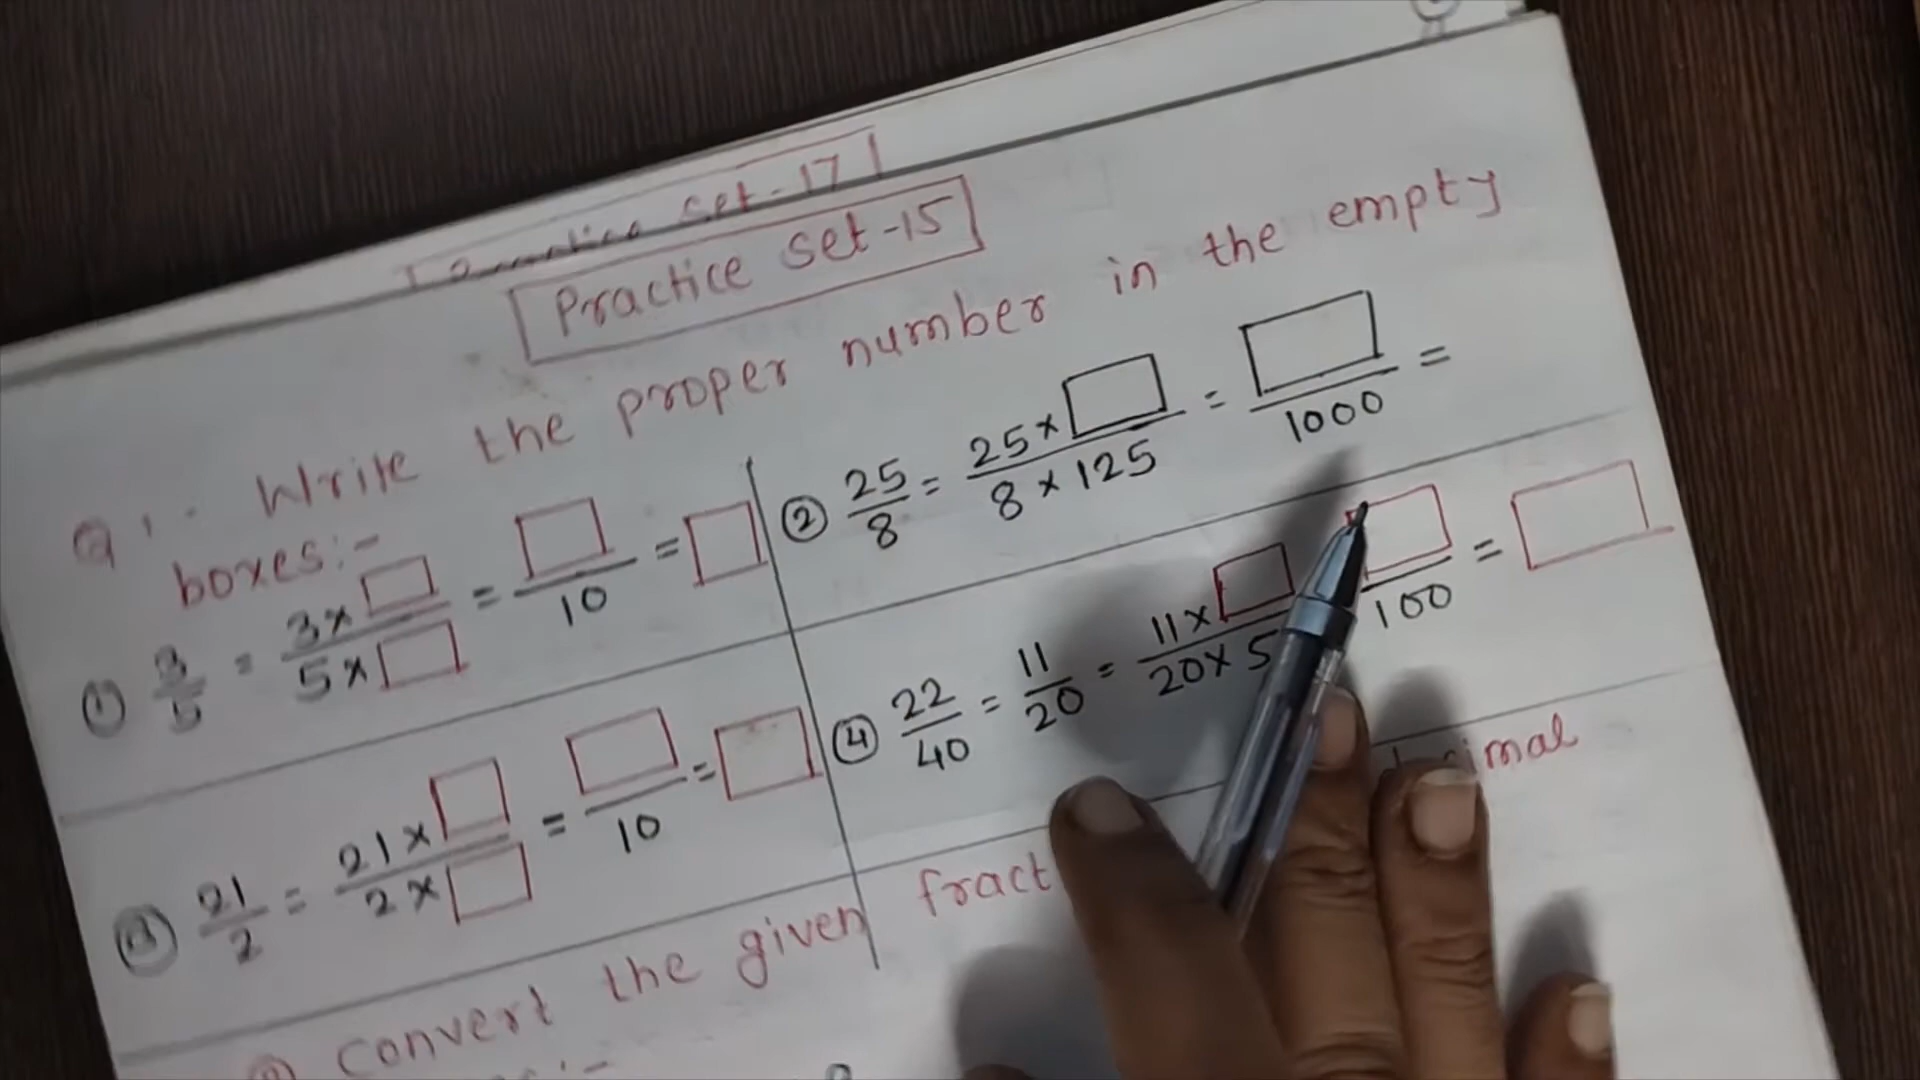 Set-17
Practice Set-15
Q1. Write the proper number in the empty
boxes:-
① 3/5 = 3×□/5×□ = □/10 = □
② 25/8 = 25×□/8×125 = □/1000 =
③ 21/2 = 21×□/2×□ = □/10 = □
④ 22/40 = 11/20 = 11×□/20×5 □/100 = □
convert the given fract